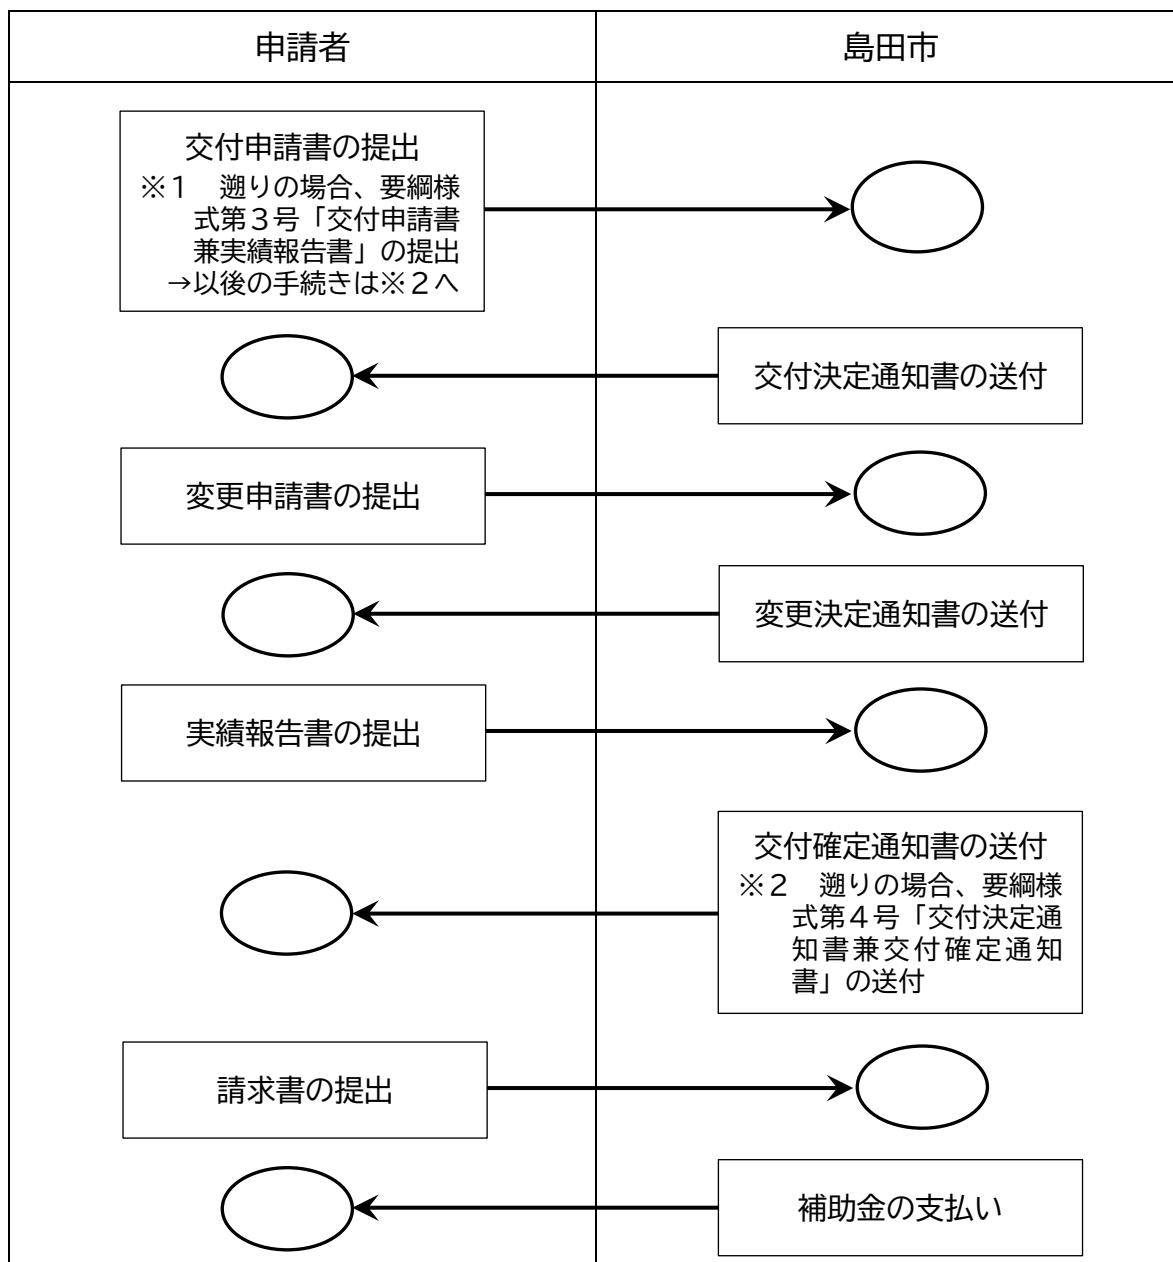 申請者
島田市
交付申請書の提出
※１　遡りの場合、要綱様
式第３号「交付申請書
兼実績報告書」の提出
→以後の手続きは※２へ
交付決定通知書の送付
変更申請書の提出
変更決定通知書の送付
実績報告書の提出
交付確定通知書の送付
※２　遡りの場合、要綱様
式第４号「交付決定通
知書兼交付確定通知
書」の送付
請求書の提出
補助金の支払い